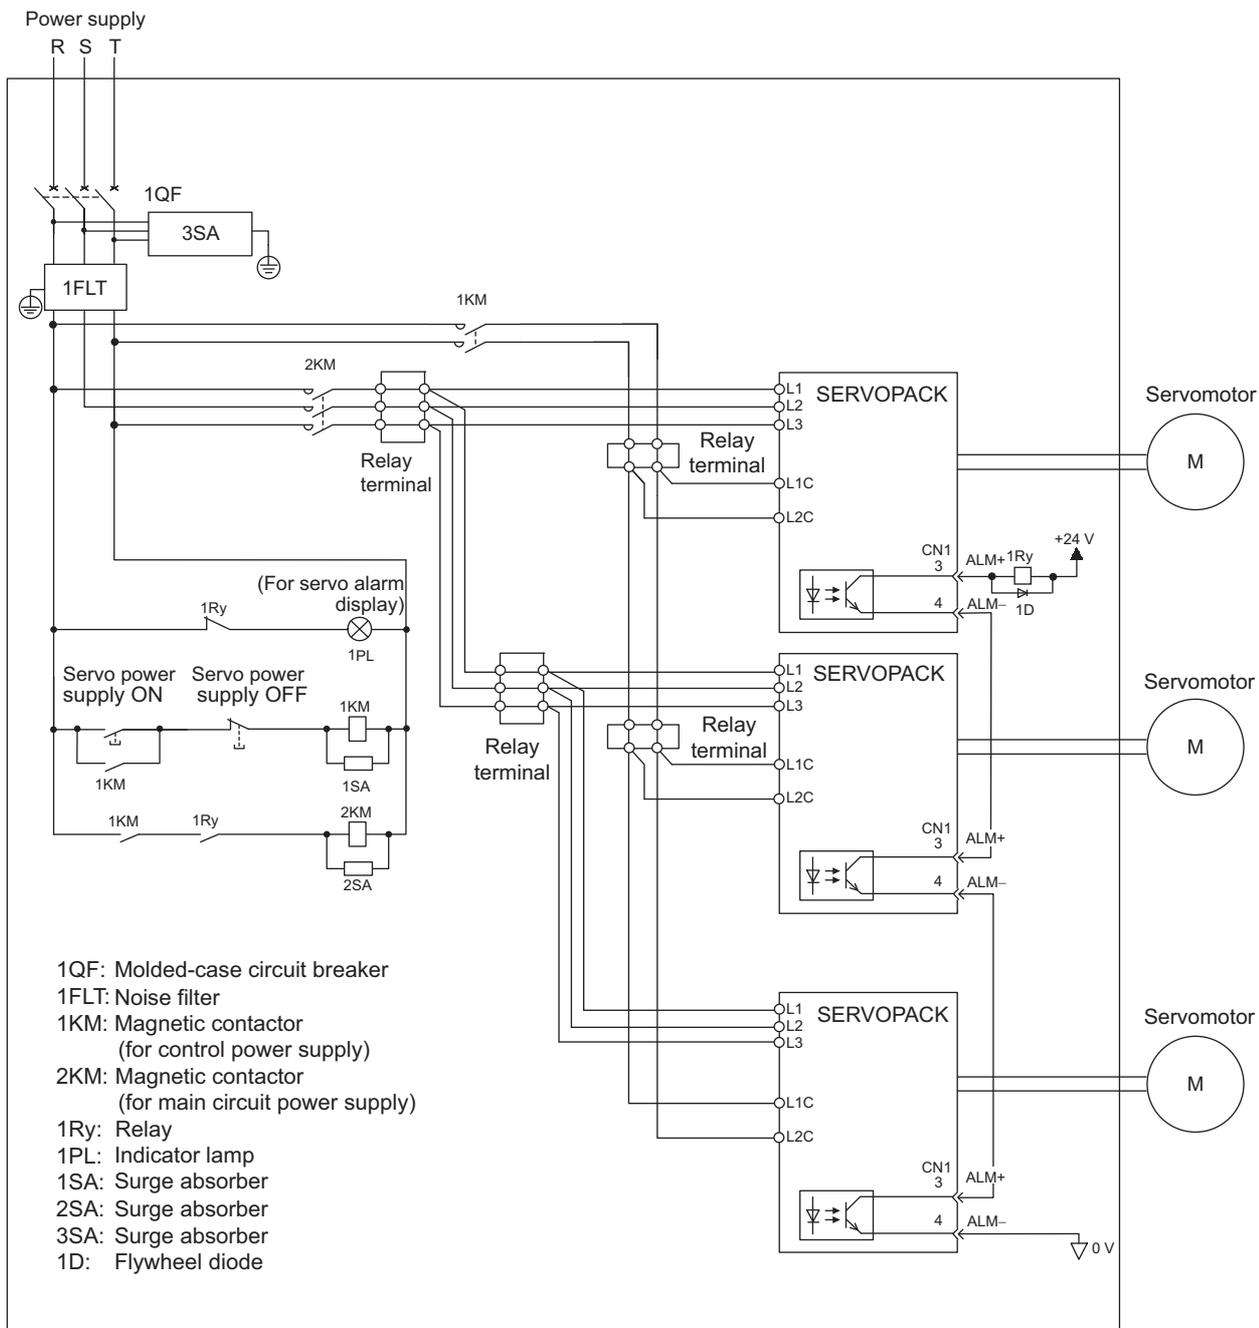 Power supply
R S T
1QF
3SA
1FLT
1KM
2KM
L1
SERVOPACK
Servomotor
L2
L3
Relay
terminal
Relay
terminal
M
L1C
L2C
+24 V
CN1
3
ALM+
1Ry
4
ALM–
1D
(For servo alarm
display)
1Ry
1PL
Servo power
supply ON
Servo power
supply OFF
1KM
1KM
1SA
1KM
1Ry
2KM
2SA
L1
SERVOPACK
Servomotor
L2
L3
Relay
terminal
Relay
terminal
M
L1C
L2C
CN1
3
ALM+
4
ALM–
1QF: Molded-case circuit breaker
1FLT: Noise filter
1KM: Magnetic contactor
(for control power supply)
2KM: Magnetic contactor
(for main circuit power supply)
1Ry: Relay
1PL: Indicator lamp
1SA: Surge absorber
2SA: Surge absorber
3SA: Surge absorber
1D: Flywheel diode
L1
SERVOPACK
Servomotor
L2
L3
M
L1C
L2C
CN1
3
ALM+
4
ALM–
0 V